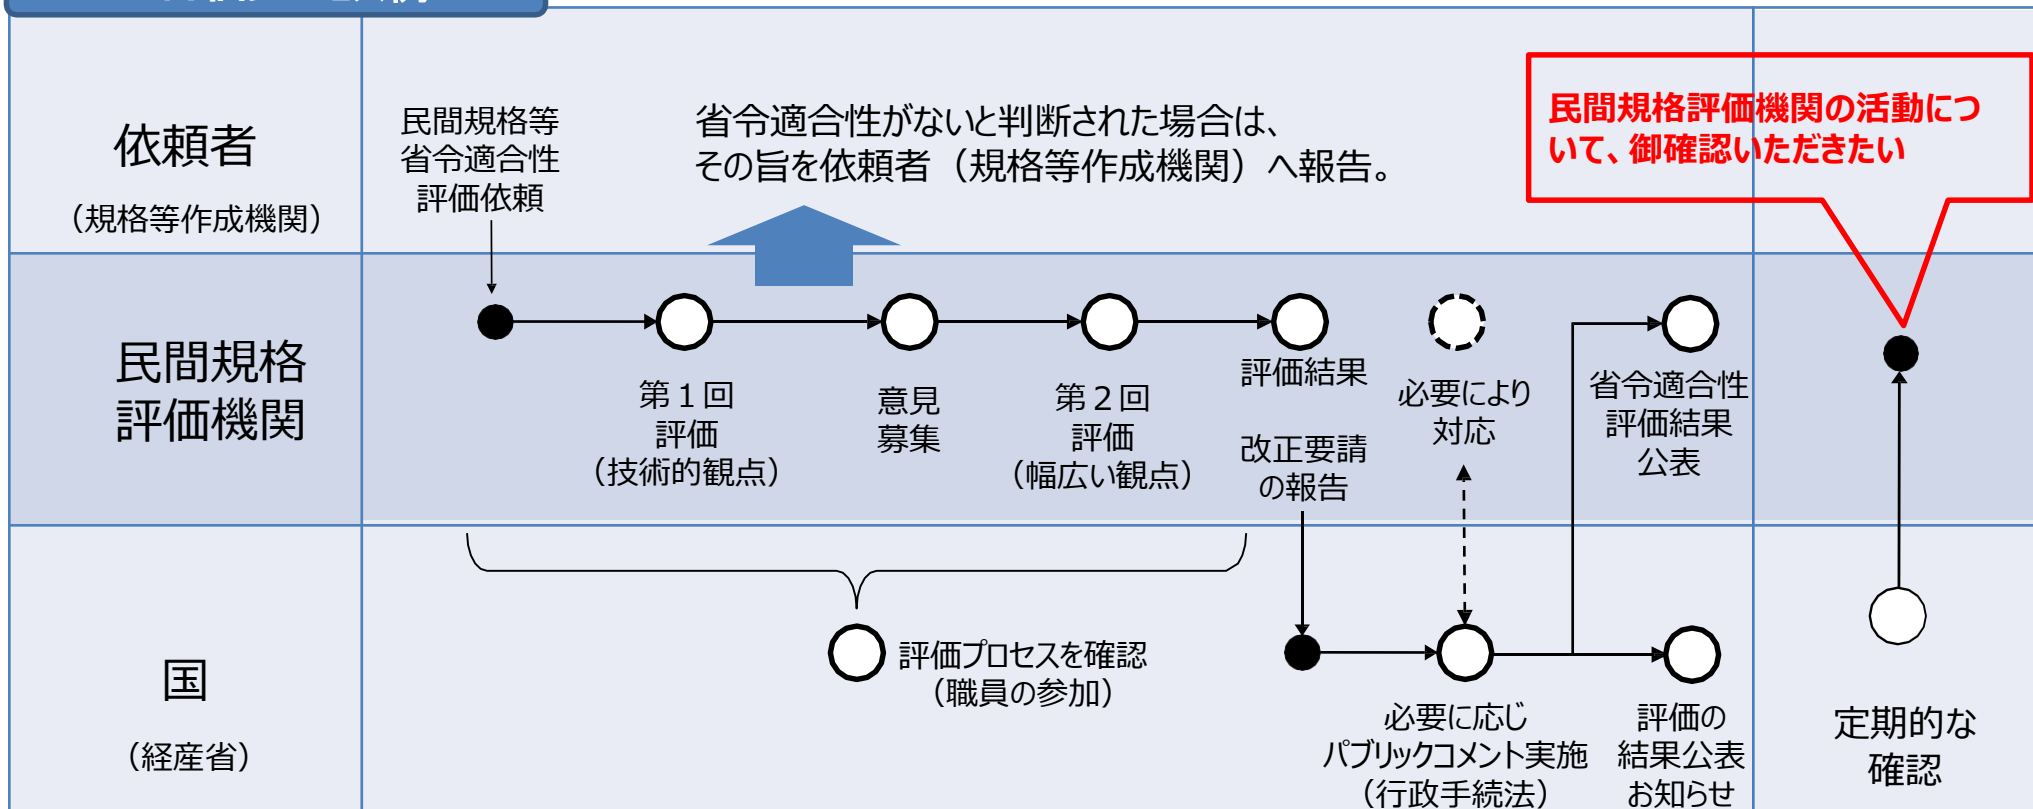 依頼者
（規格等作成機関）
民間規格等
省令適合性
評価依頼
省令適合性がないと判断された場合は、
その旨を依頼者（規格等作成機関）へ報告。
民間規格評価機関の活動につ
いて、御確認いただきたい
民間規格
評価機関
第１回
評価
（技術的観点）
意見
募集
第２回
評価
（幅広い観点）
評価結果
改正要請
の報告
必要により
対応
省令適合性
評価結果
公表
国
（経産省）
評価プロセスを確認
（職員の参加）
必要に応じ
パブリックコメント実施
（行政手続法）
評価の
結果公表
お知らせ
定期的な
確認